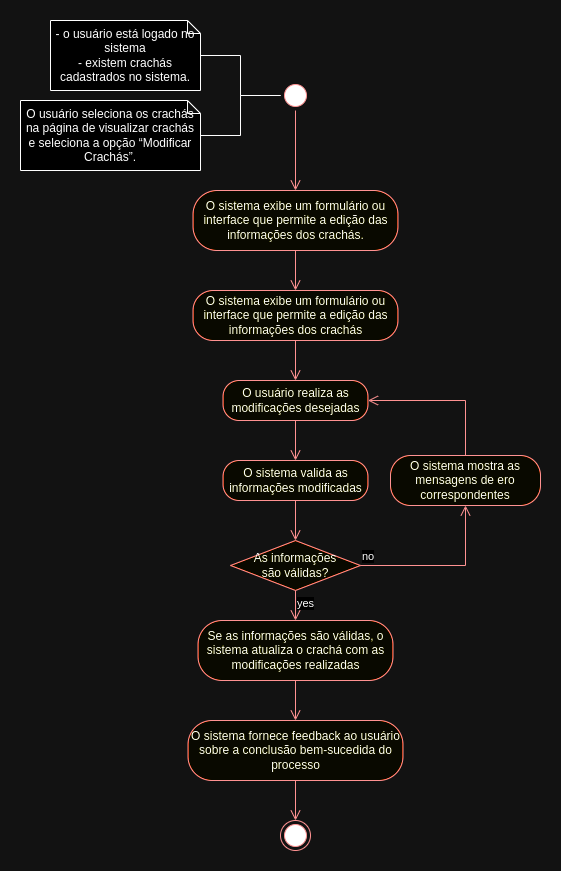 - o usuário está logado no
sistema
- existem crachás
cadastrados no sistema.
O usuário seleciona os crachás
na página de visualizar crachás
e seleciona a opção “Modificar
Crachás”.
O sistema exibe um formulário ou
interface que permite a edição das
informações dos crachás.
O sistema exibe um formulário ou
interface que permite a edição das
informações dos crachás
O usuário realiza as
modificações desejadas
O sistema valida as
informações modificadas
O sistema mostra as
mensagens de ero
correspondentes
As informações
são válidas?
no
yes
Se as informações são válidas, o
sistema atualiza o crachá com as
modificações realizadas
O sistema fornece feedback ao usuário
sobre a conclusão bem-sucedida do
processo